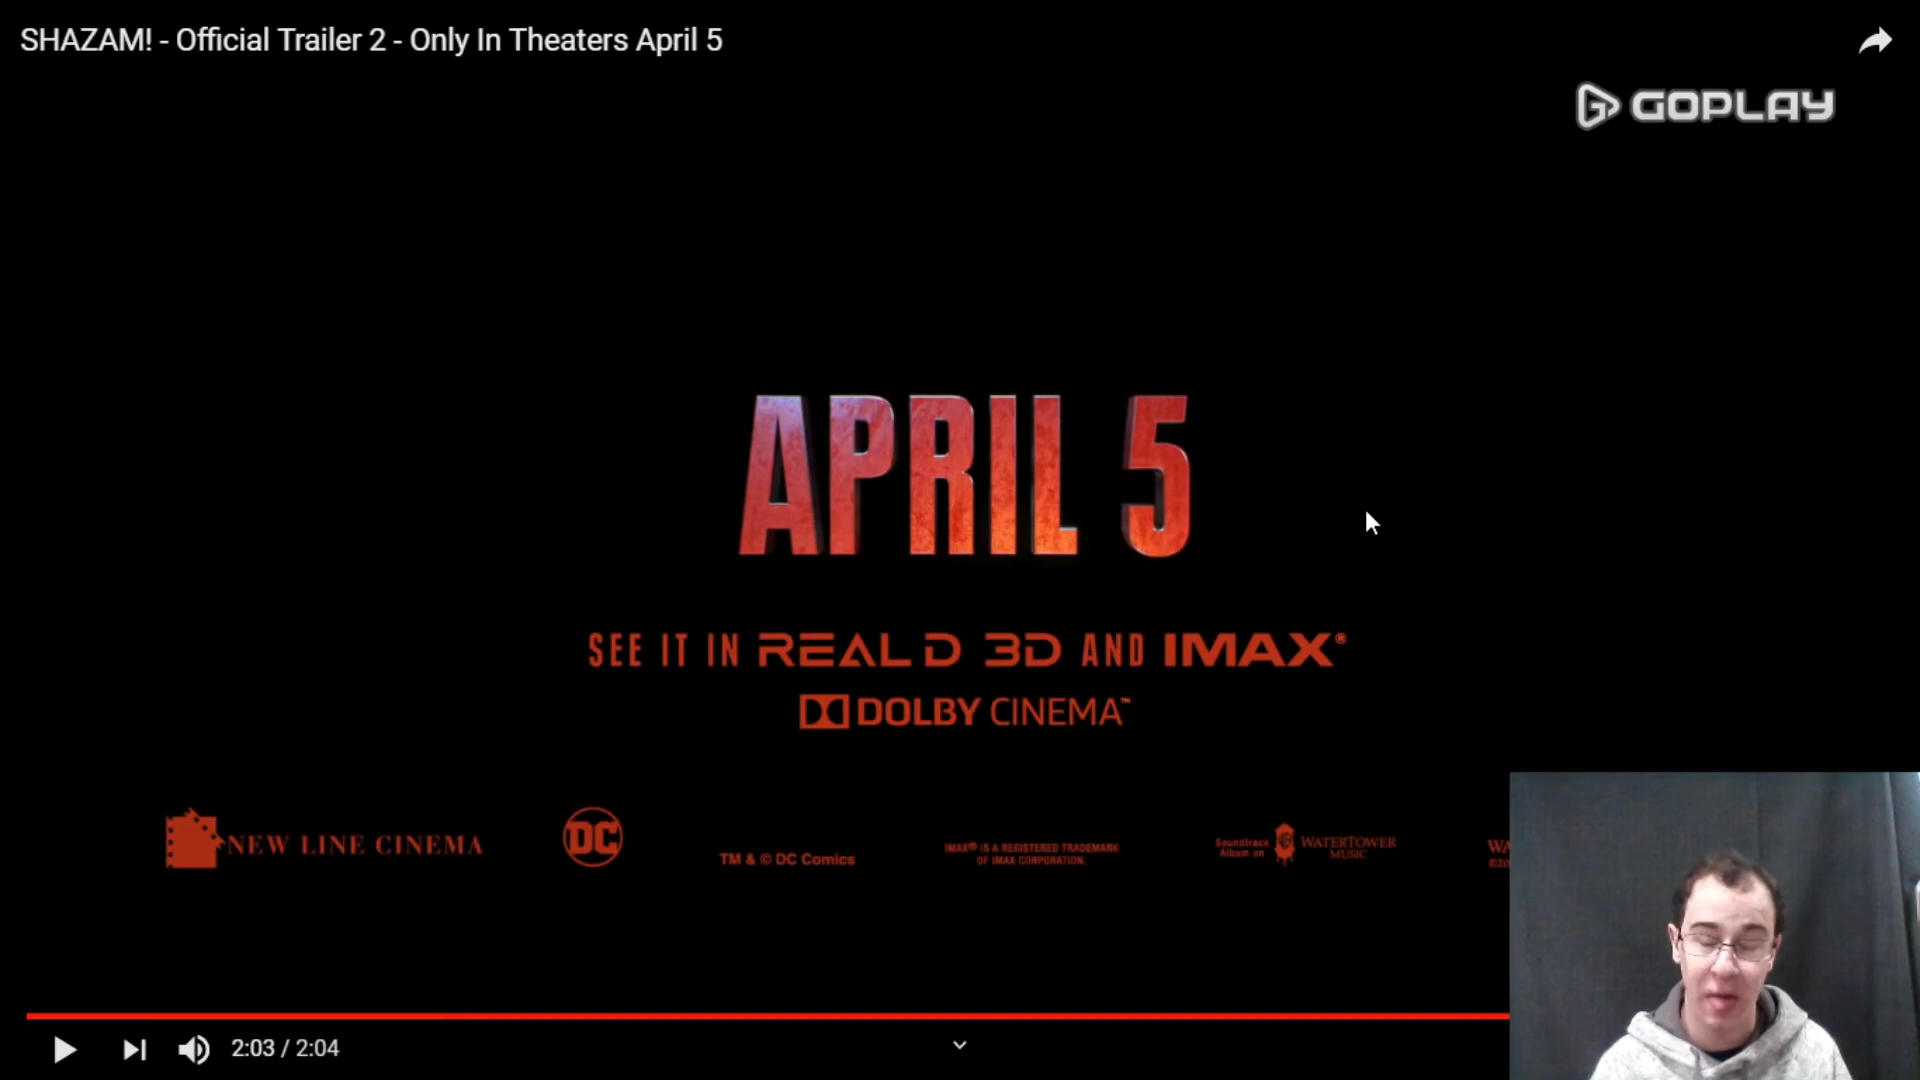 SHAZAM! - Official Trailer 2 - Only In Theaters April 5
GOPLAY
APRIL 5
SEE IT IN REALD 3D AND IMAX®
DOLBY CINEMA™
NEW LINE CINEMA
DC
TM & © DC Comics
IMAX® IS A REGISTERED TRADEMARK
OF IMAX CORPORATION.
Soundtrack
Album on
WATERTOWER
MUSIC
2:03 / 2:04